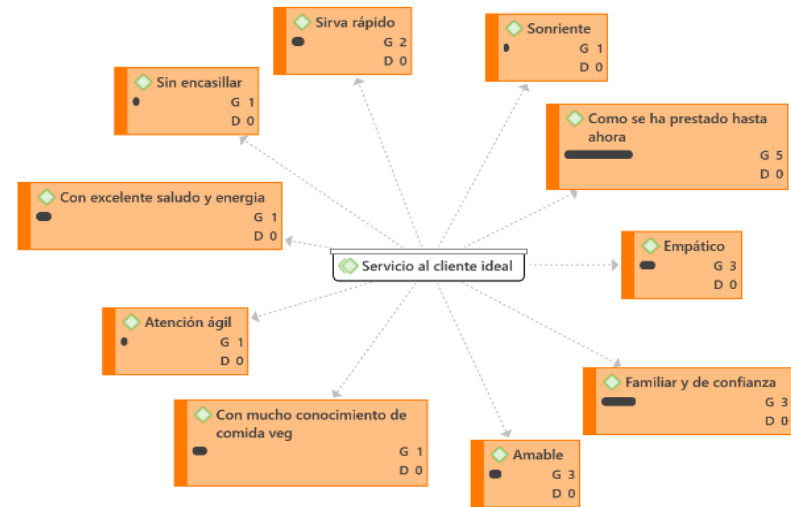 Sirva rápido
G 2
D 0
Sonriente
G 1
D 0
Sin encasillar
G 1
D 0
Como se ha prestado hasta
ahora
G 5
D 0
Con excelente saludo y energia
G 1
D 0
Empático
G 3
D 0
Servicio al cliente ideal
Atención ágil
G 1
D 0
Familiar y de confianza
G 3
D 0
Con mucho conocimiento de
comida veg
G 1
D 0
Amable
G 3
D 0